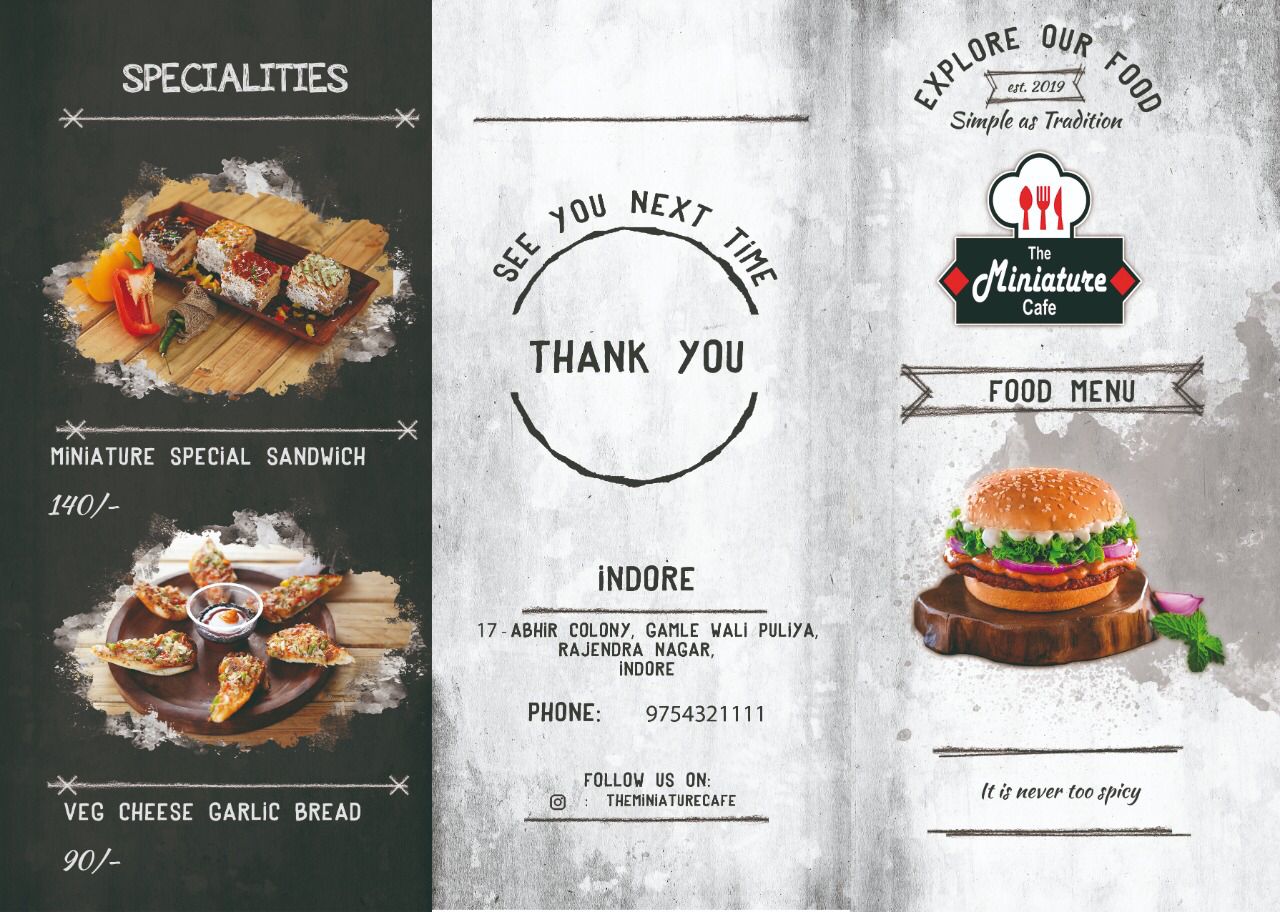 SPECIALITIES
MINIATURE SPECIAL SANDWICH
140/-
VEG CHEESE GARLIC BREAD
90/-
SEE YOU NEXT TIME
THANK YOU
INDORE
17 - ABHIR COLONY, GAMLE WALI PULIYA,
RAJENDRA NAGAR,
INDORE
PHONE: 9754321111
FOLLOW US ON:
: THEMINIATURECAFE
EXPLORE OUR FOOD
est. 2019
Simple as Tradition
The
Miniature
Cafe
FOOD MENU
It is never too spicy